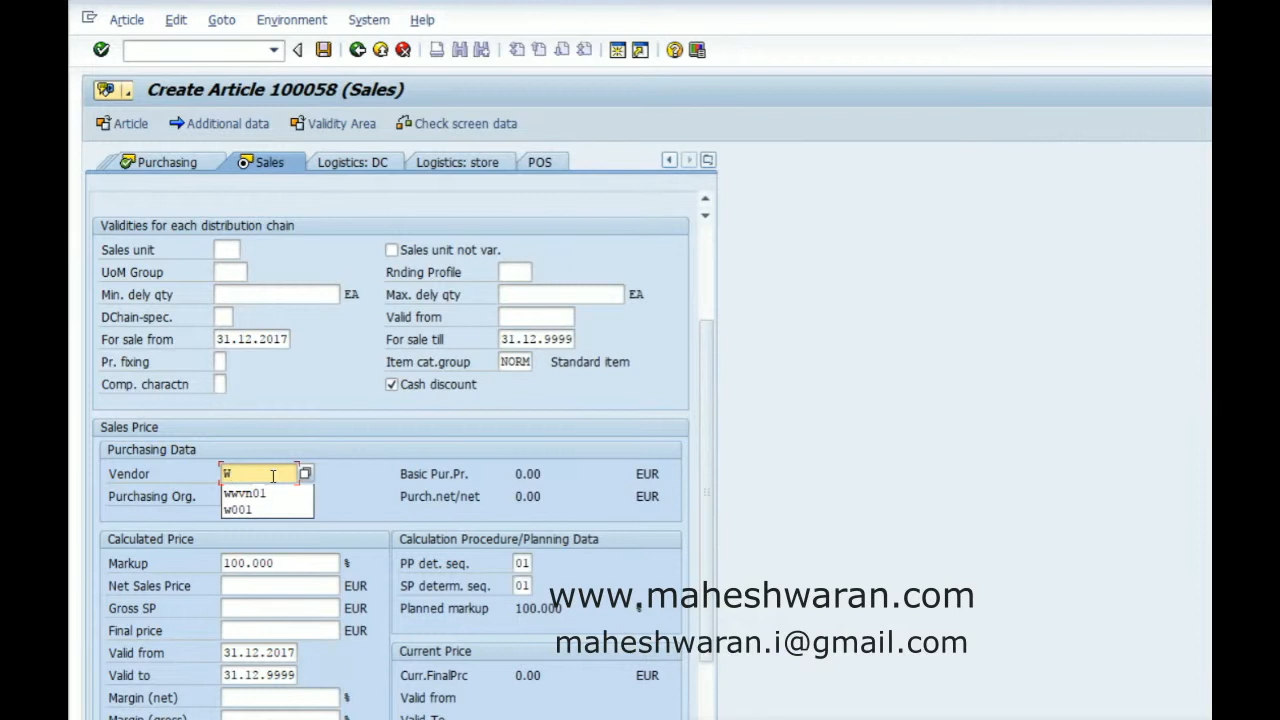 Article Edit Goto Environment System Help
Create Article 100058 (Sales)
Article Additional data Validity Area Check screen data
Purchasing Sales Logistics: DC Logistics: store POS
Validities for each distribution chain
Sales unit Sales unit not var.
UoM Group Rnding Profile
Min. dely qty EA Max. dely qty EA
DChain-spec. Valid from
For sale from 31.12.2017 For sale till 31.12.9999
Pr. fixing Item cat.group NORM Standard item
Comp. charactn Cash discount
Sales Price
Purchasing Data
Vendor W Basic Pur.Pr. 0.00 EUR
wwvn01
Purchasing Org. Purch.net/net 0.00 EUR
w001
Calculated Price Calculation Procedure/Planning Data
Markup 100.000 % PP det. seq. 01
Net Sales Price EUR SP determ. seq. 01
Gross SP EUR Planned markup 100.000 %
Final price EUR
www.maheshwaran.com
maheshwaran.i@gmail.com
Valid from 31.12.2017 Current Price
Valid to 31.12.9999 Curr.FinalPrc 0.00 EUR
Margin (net) % Valid from
Margin (gross) % Valid To